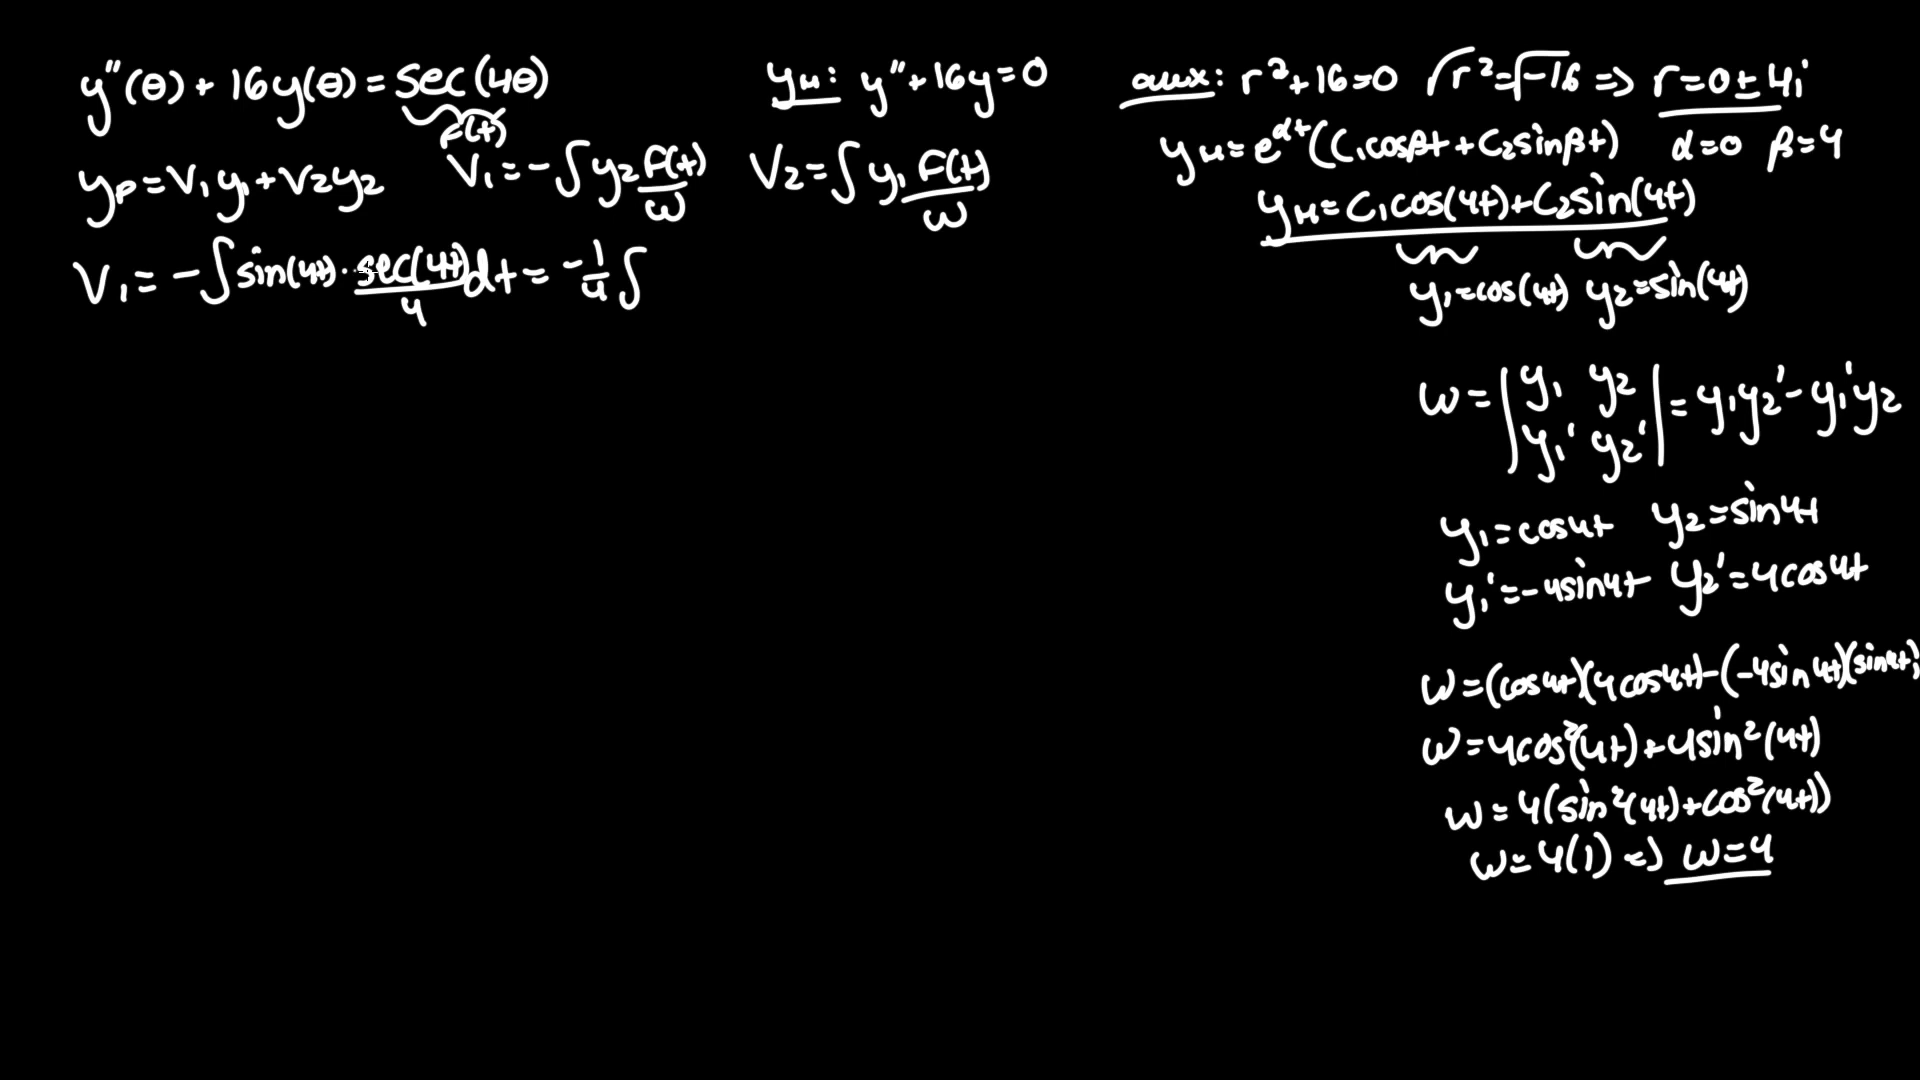 y''(θ) + 16y(θ) = sec(4θ)
F(t)
yp = V1y1 + V2y2   V1 = -∫ y2 F(t)/W   V2 = ∫ y1 F(t)/W
V1 = -∫ sin(4t) · sec(4t)/4 dt = -1/4 ∫
yH: y'' + 16y = 0
aux: r² + 16 = 0   √r² = √-16 => r = 0 ± 4i
yH = e^αt (C1cosβt + C2sinβt)   α = 0   β = 4
yH = C1cos(4t) + C2sin(4t)
y1 = cos(4t)   y2 = sin(4t)
W = | y1 y2 | = y1y2' - y1'y2
| y1' y2' |
y1 = cos4t   y2 = sin4t
y1' = -4sin4t   y2' = 4cos4t
W = (cos4t)(4cos4t) - (-4sin4t)(sin4t)
W = 4cos²(4t) + 4sin²(4t)
W = 4(sin²(4t) + cos²(4t))
W = 4(1) => W = 4